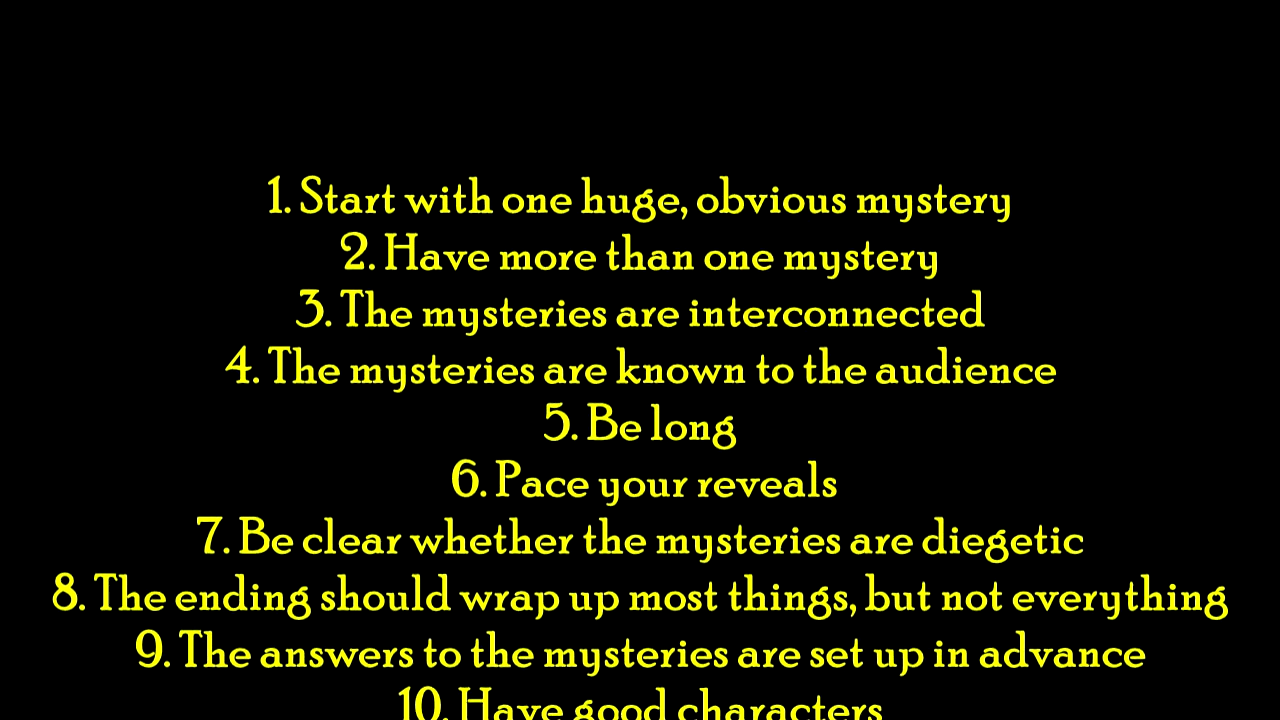 1. Start with one huge, obvious mystery
2. Have more than one mystery
3. The mysteries are interconnected
4. The mysteries are known to the audience
5. Be long
6. Pace your reveals
7. Be clear whether the mysteries are diegetic
8. The ending should wrap up most things, but not everything
9. The answers to the mysteries are set up in advance
10. Have good characters